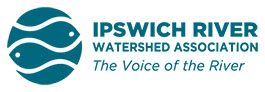 IPSWICH RIVER
WATERSHED ASSOCIATION
The Voice of the River